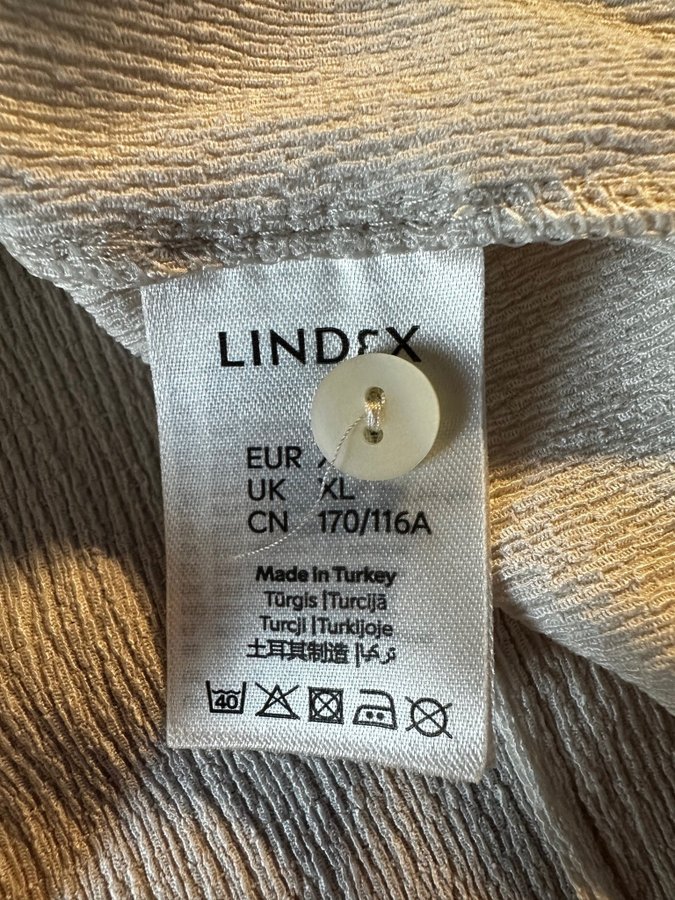 LINDEX
EUR
UK XL
CN 170/116A
Made in Turkey
Türgis | Turcijā
Turcji | Turkijoje
土耳其制造 |
40